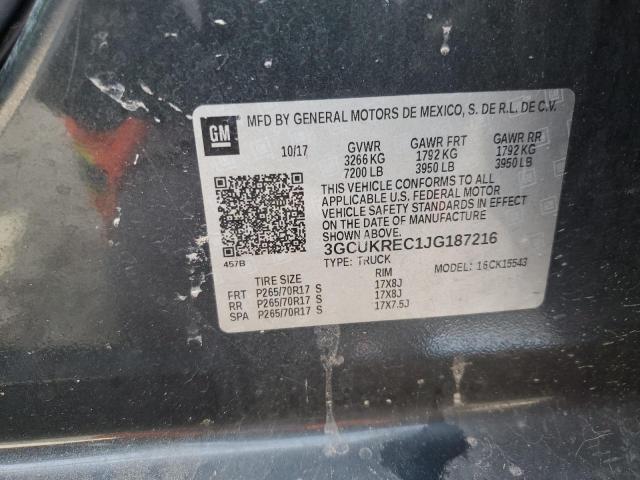 GM
MFD BY GENERAL MOTORS DE MEXICO, S. DE R.L. DE C.V.
10/17 GVWR GAWR FRT GAWR RR
3266 KG 1792 KG 1792 KG
7200 LB 3950 LB 3950 LB
THIS VEHICLE CONFORMS TO ALL
APPLICABLE U.S. FEDERAL MOTOR
VEHICLE SAFETY STANDARDS IN EFFECT
ON THE DATE OF MANUFACTURE
SHOWN ABOVE.
3GCUKREC1JG187216
457B
TYPE: TRUCK MODEL: 16CK15543
TIRE SIZE RIM
FRT P265/70R17 S 17X8J
RR P265/70R17 S 17X8J
SPA P265/70R17 S 17X7.5J